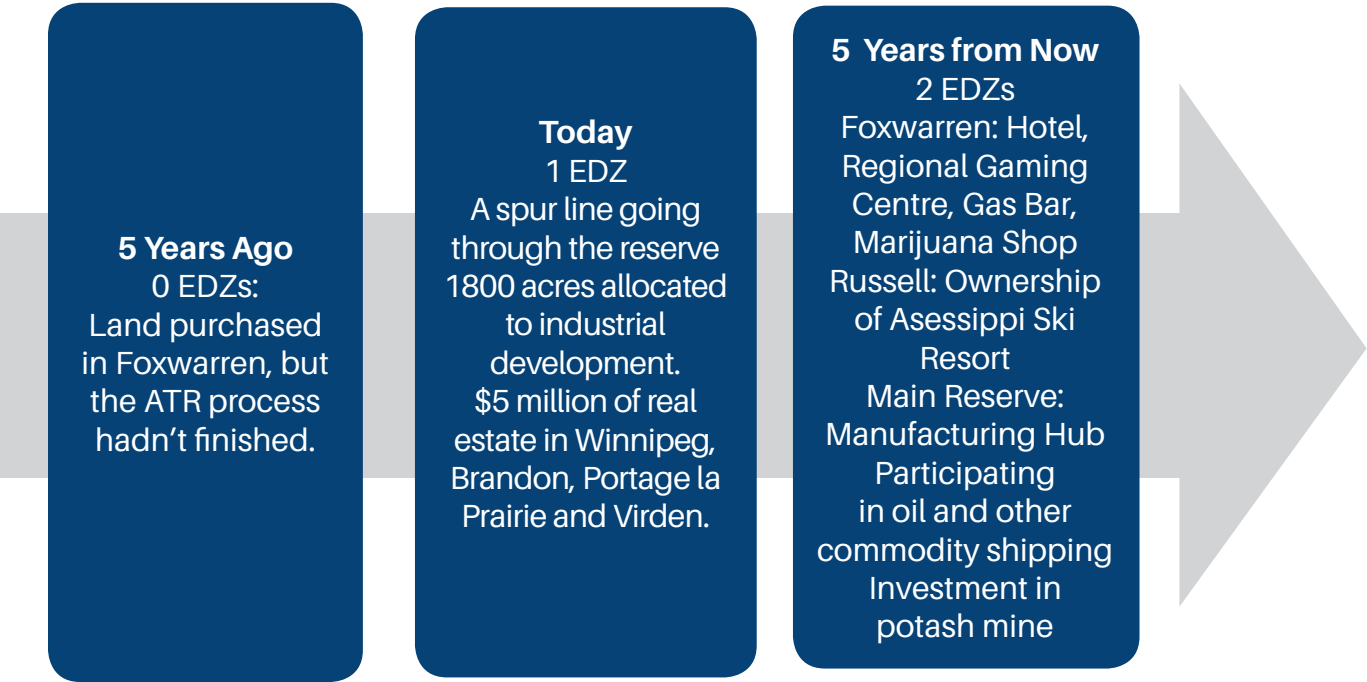 5 Years Ago
0 EDZs:
Land purchased
in Foxwarren, but
the ATR process
hadn’t finished.
Today
1 EDZ
A spur line going
through the reserve
1800 acres allocated
to industrial
development.
$5 million of real
estate in Winnipeg,
Brandon, Portage la
Prairie and Virden.
5  Years from Now
2 EDZs
Foxwarren: Hotel,
Regional Gaming
Centre, Gas Bar,
Marijuana Shop
Russell: Ownership
of Asessippi Ski
Resort
Main Reserve:
Manufacturing Hub
Participating
in oil and other
commodity shipping
Investment in
potash mine